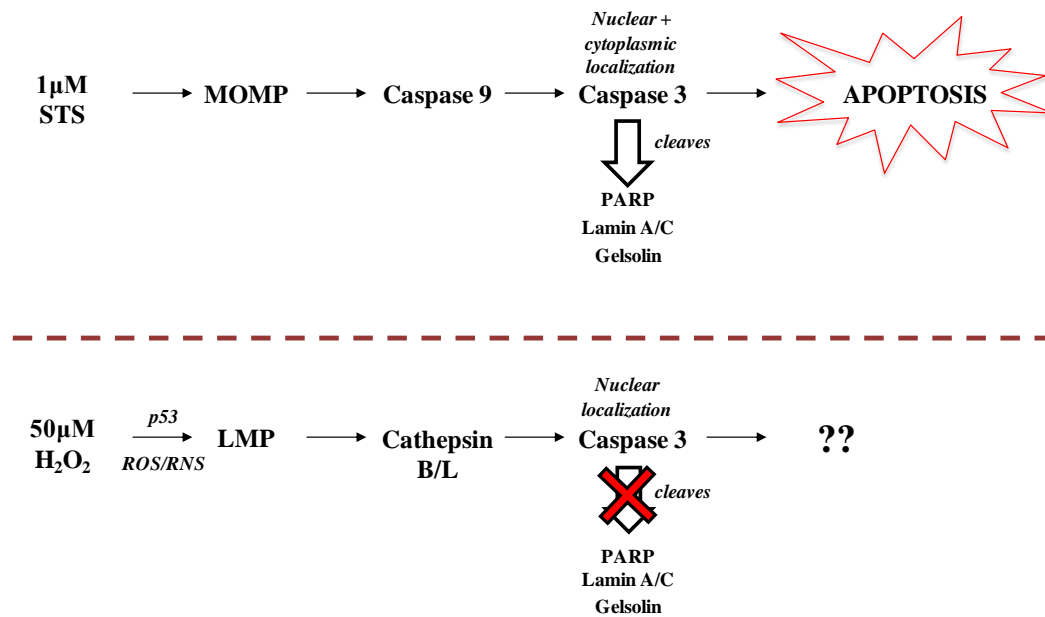 Nuclear +
cytoplasmic
localization
1μM
STS
MOMP
Caspase 9
Caspase 3
APOPTOSIS
cleaves
PARP
Lamin A/C
Gelsolin
Nuclear
localization
50μM
H₂O₂
p53
ROS/RNS
LMP
Cathepsin
B/L
Caspase 3
??
cleaves
PARP
Lamin A/C
Gelsolin